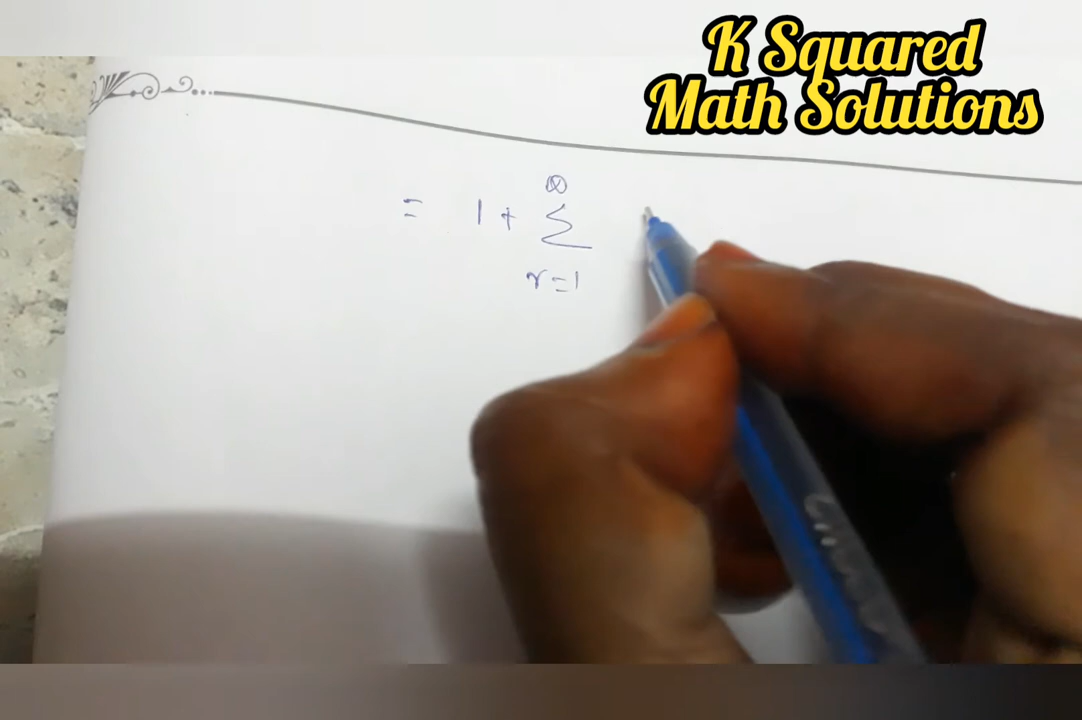 K Squared
Math Solutions
∞
= 1 + Σ
r=1